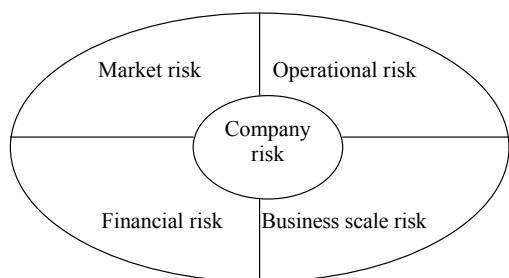 Market risk
Operational risk
Company
risk
Financial risk
Business scale risk